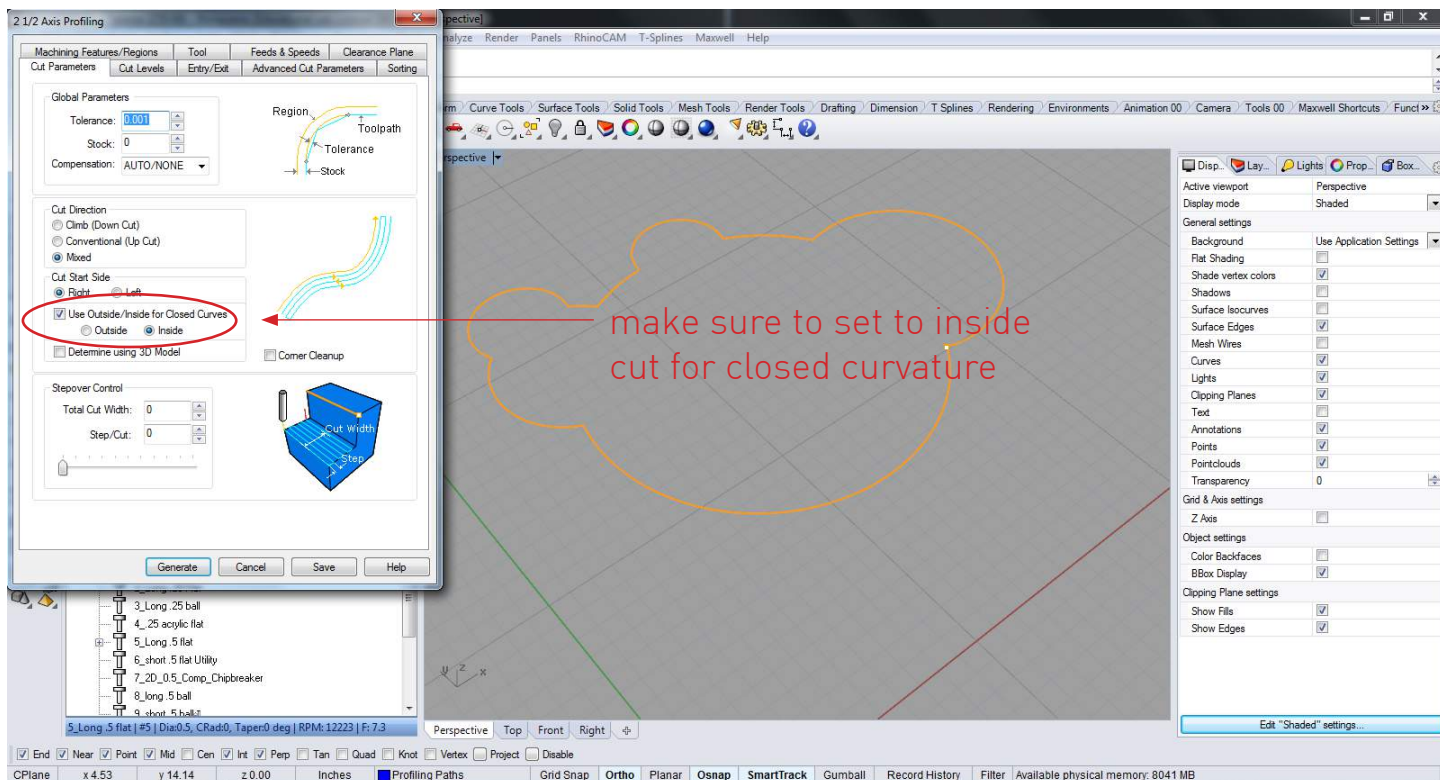 2 1/2 Axis Profiling
pective]
nalyze Render Panels RhinoCAM T-Splines Maxwell Help
Machining Features/Regions Tool Feeds & Speeds Clearance Plane
Cut Parameters Cut Levels Entry/Exit Advanced Cut Parameters Sorting
Global Parameters
Tolerance: 0.001
Stock: 0
Compensation: AUTO/NONE
Region
Toolpath
Tolerance
Stock
Cut Direction
Climb (Down Cut)
Conventional (Up Cut)
Mixed
Cut Start Side
Right Left
Use Outside/Inside for Closed Curves
Outside Inside
Determine using 3D Model
Corner Cleanup
Stepover Control
Total Cut Width: 0
Step/Cut: 0
Cut Width
Step
Generate Cancel Save Help
rm Curve Tools Surface Tools Solid Tools Mesh Tools Render Tools Drafting Dimension T Splines Rendering Environments Animation 00 Camera Tools 00 Maxwell Shortcuts Funct »
rspective
make sure to set to inside
cut for closed curvature
y z x
Disp... Lay... Lights Prop... Box...
Active viewport Perspective
Display mode Shaded
General settings
Background Use Application Settings
Flat Shading
Shade vertex colors
Shadows
Surface Isocurves
Surface Edges
Mesh Wires
Curves
Lights
Clipping Planes
Text
Annotations
Points
Pointclouds
Transparency 0
Grid & Axis settings
Z Axis
Object settings
Color Backfaces
BBox Display
Clipping Plane settings
Show Fills
Show Edges
Edit "Shaded" settings...
3_Long .25 ball
4_.25 acrylic flat
5_Long .5 flat
6_short .5 flat Utility
7_2D_0.5_Comp_Chipbreaker
8_long .5 ball
9_short .5 ball
5_Long .5 flat | #5 | Dia:0.5, CRad:0, Taper:0 deg | RPM: 12223 | F: 7.3
Perspective Top Front Right
End Near Point Mid Cen Int Perp Tan Quad Knot Vertex Project Disable
CPlane x 4.53 y 14.14 z 0.00 Inches Profiling Paths Grid Snap Ortho Planar Osnap SmartTrack Gumball Record History Filter Available physical memory: 8041 MB